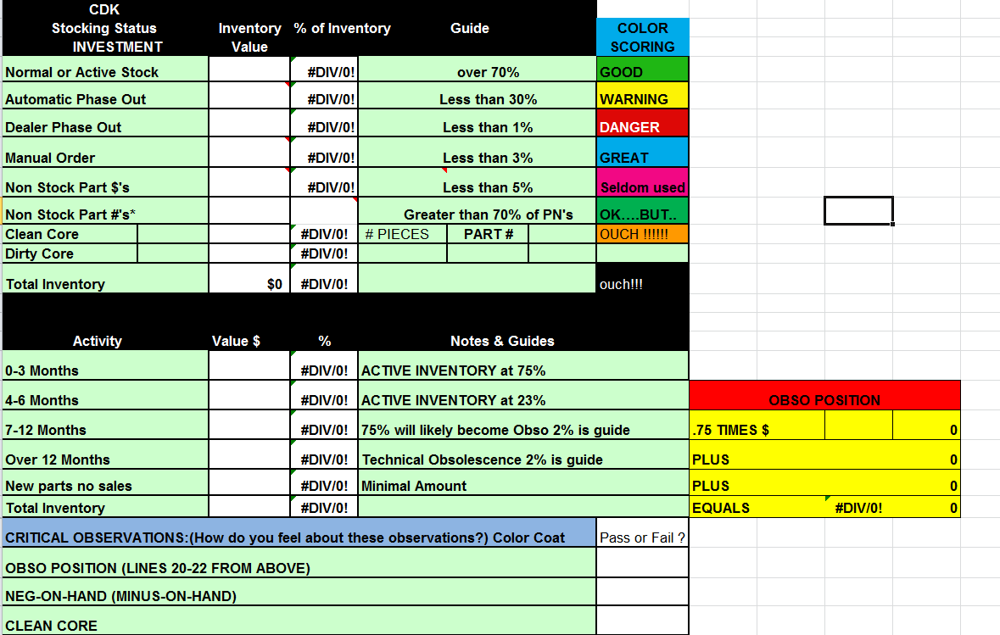 CDK
Stocking Status Inventory % of Inventory Guide COLOR
INVESTMENT Value SCORING
Normal or Active Stock #DIV/0! over 70% GOOD
Automatic Phase Out #DIV/0! Less than 30% WARNING
Dealer Phase Out #DIV/0! Less than 1% DANGER
Manual Order #DIV/0! Less than 3% GREAT
Non Stock Part $'s #DIV/0! Less than 5% Seldom used
Non Stock Part #'s* Greater than 70% of PN's OK....BUT..
Clean Core #DIV/0! # PIECES PART # OUCH !!!!!!
Dirty Core #DIV/0!
Total Inventory $0 #DIV/0! ouch!!!
Activity Value $ % Notes & Guides
0-3 Months #DIV/0! ACTIVE INVENTORY at 75%
4-6 Months #DIV/0! ACTIVE INVENTORY at 23% OBSO POSITION
7-12 Months #DIV/0! 75% will likely become Obso 2% is guide .75 TIMES $ 0
Over 12 Months #DIV/0! Technical Obsolescence 2% is guide PLUS 0
New parts no sales #DIV/0! Minimal Amount PLUS 0
Total Inventory #DIV/0! EQUALS #DIV/0! 0
CRITICAL OBSERVATIONS:(How do you feel about these observations?) Color Coat Pass or Fail ?
OBSO POSITION (LINES 20-22 FROM ABOVE)
NEG-ON-HAND (MINUS-ON-HAND)
CLEAN CORE